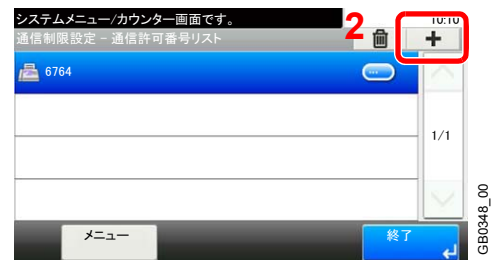 システムメニュー/カウンター画面です。
10:10
通信制限設定 - 通信許可番号リスト
2
+
6764
...
1/1
メニュー
終了
GB0348_00